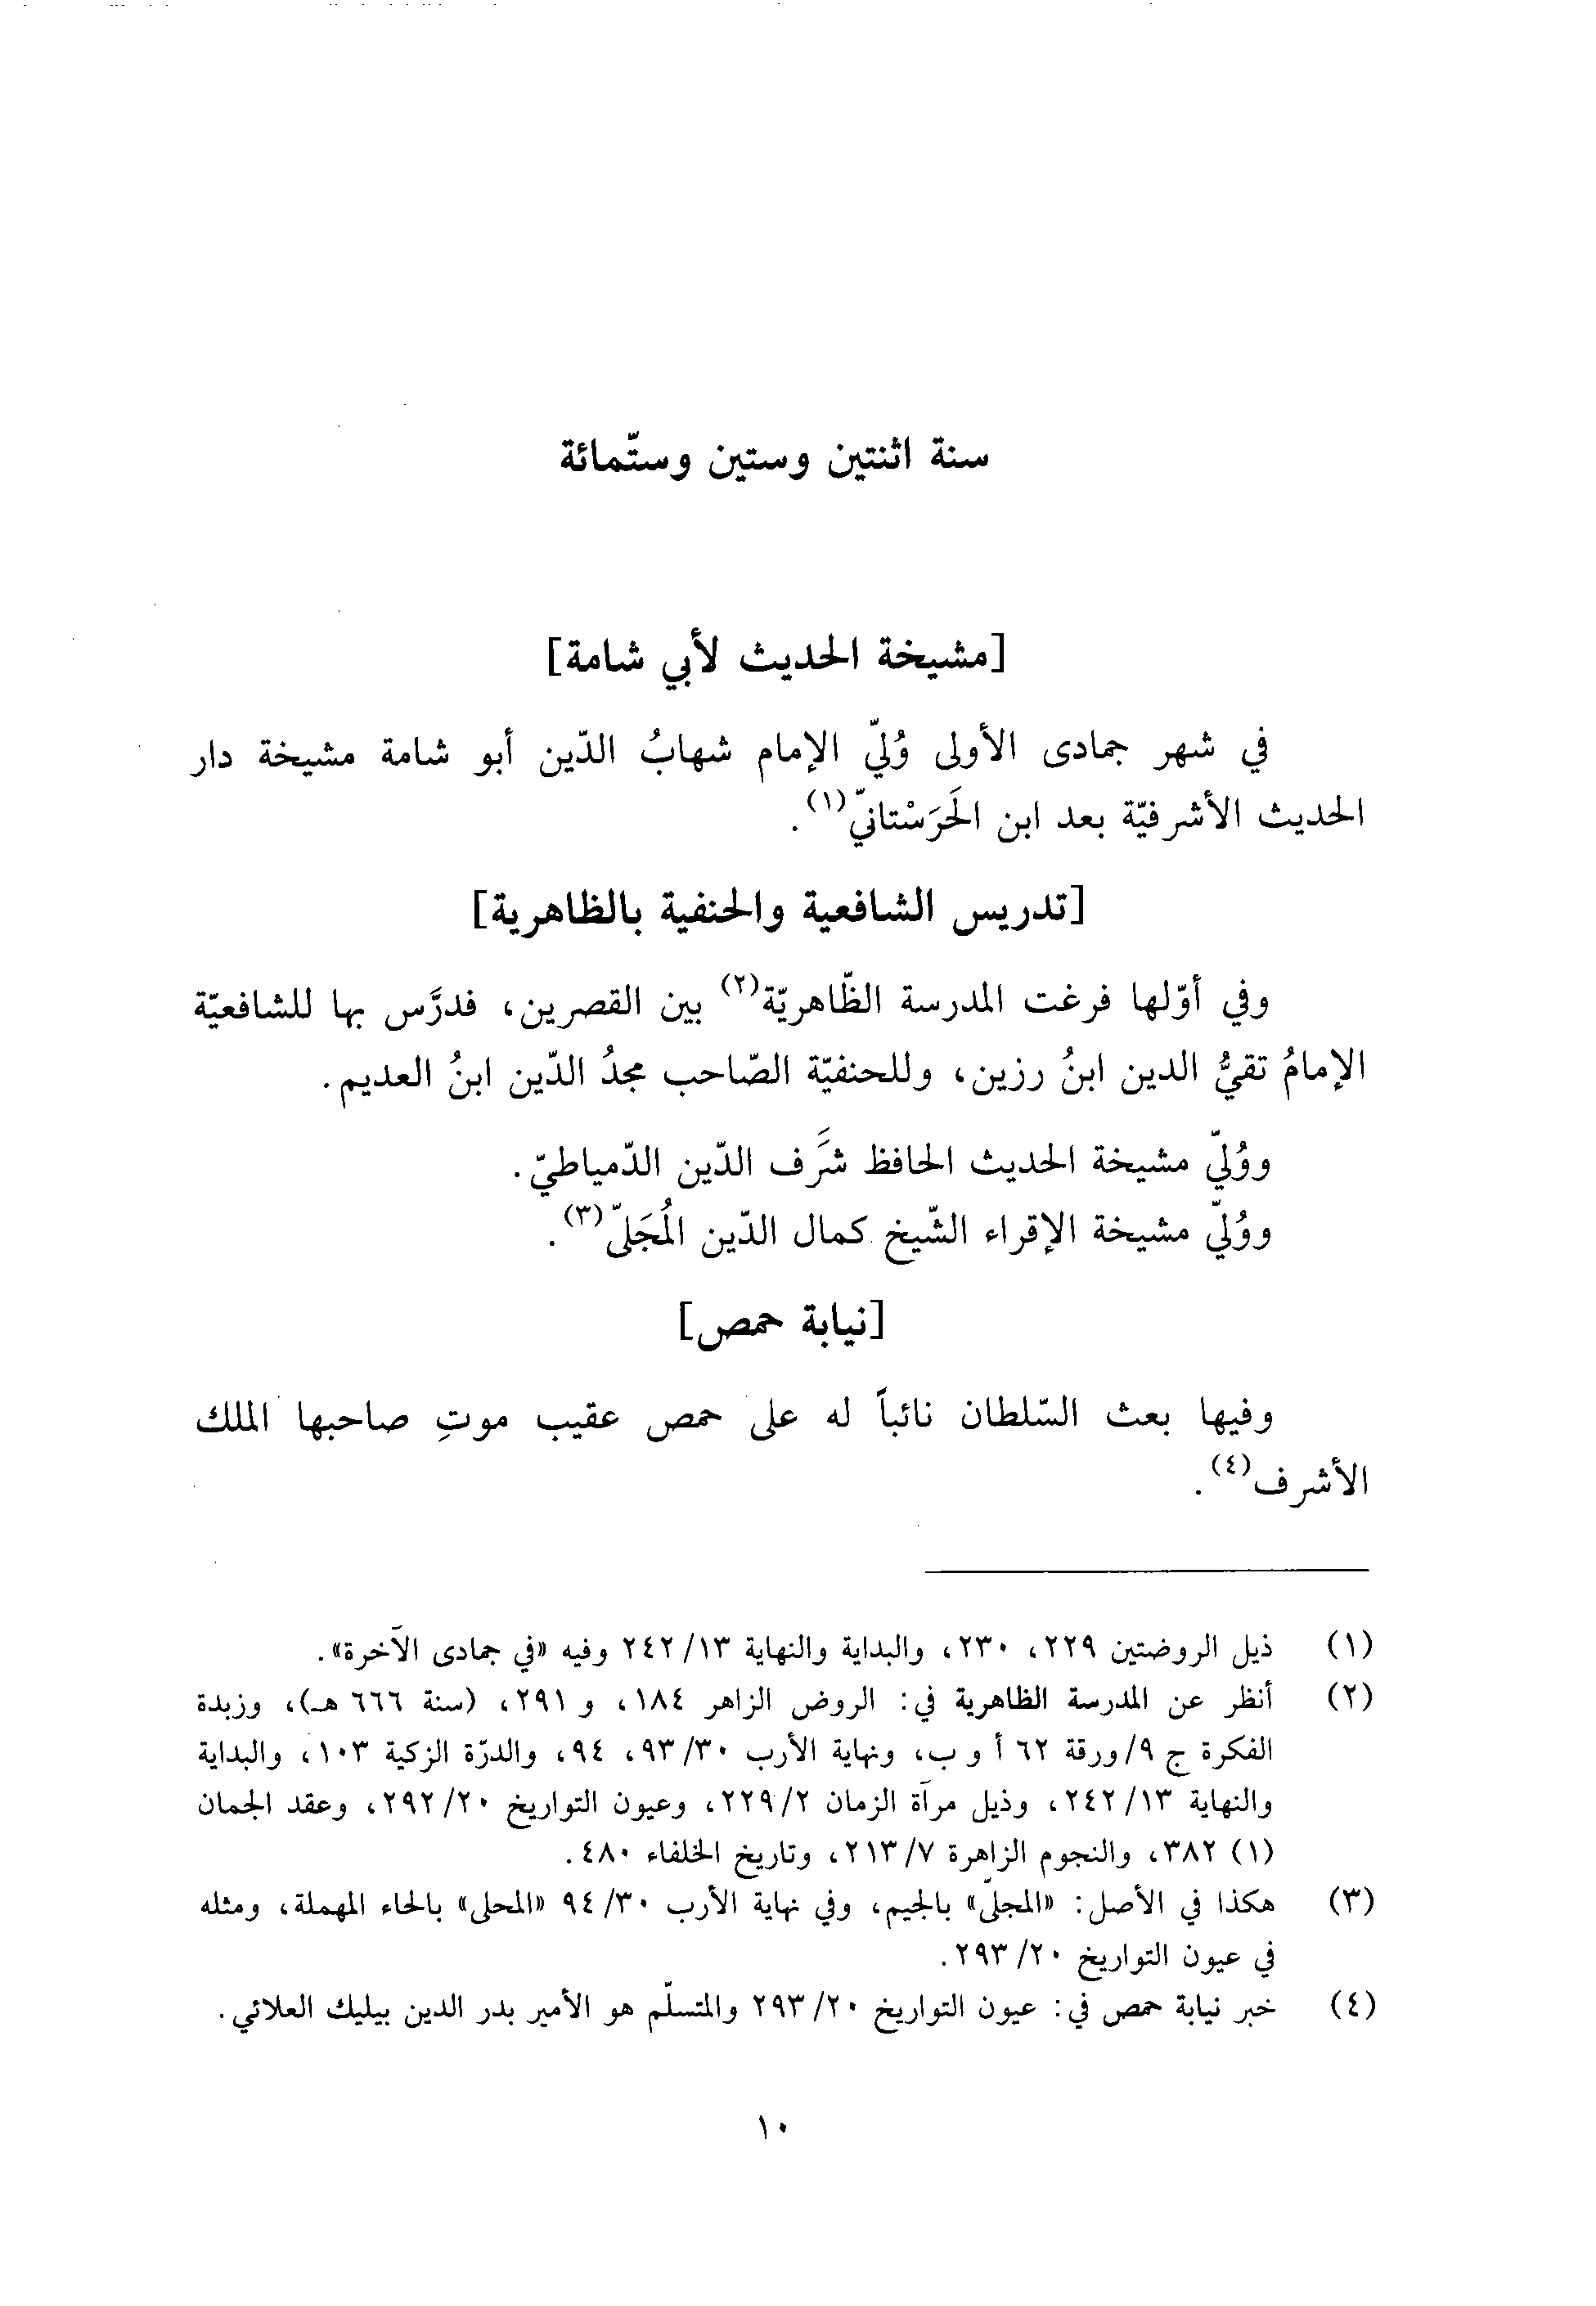 سنة اثنتين وستين وستّمائة
[مشيخة الحديث لأبي شامة]
في شهر جمادى الأولى وُليّ الإمام شهابُ الدّين أبو شامة مشيخة دار
الحديث الأشرفيّة بعد ابن الحَرَسْتانيّ(١).
[تدريس الشافعية والحنفية بالظاهرية]
وفي أوّلها فرغت المدرسة الظّاهريّة(٢) بين القصرين، فدرَّس بها للشافعيّة
الإمامُ تقيُّ الدين ابنُ رزين، وللحنفيّة الصّاحب مجدُ الدّين ابنُ العديم.
ووُليّ مشيخة الحديث الحافظ شَرَف الدّين الدّمياطيّ.
ووُليّ مشيخة الإقراء الشّيخ كمال الدّين المُجَلّيّ(٣).
[نيابة حمص]
وفيها بعث السّلطان نائباً له على حمص عقيب موتِ صاحبها الملك
الأشرف(٤).
(١) ذيل الروضتين ٢٢٩، ٢٣٠، والبداية والنهاية ٢٤٢/١٣ وفيه «في جمادى الآخرة».
(٢) أنظر عن المدرسة الظاهرية في: الروض الزاهر ١٨٤، و ٢٩١، (سنة ٦٦٦ هـ)، وزبدة
الفكرة ج ٩/ورقة ٦٢ أ و ب، ونهاية الأرب ٩٣/٣٠، ٩٤، والدرّة الزكية ١٠٣، والبداية
والنهاية ٢٤٢/١٣، وذيل مرآة الزمان ٢٢٩/٢، وعيون التواريخ ٢٩٢/٢٠، وعقد الجمان
(١) ٣٨٢، والنجوم الزاهرة ٢١٣/٧، وتاريخ الخلفاء ٤٨٠.
(٣) هكذا في الأصل: «المجلّي» بالجيم، وفي نهاية الأرب ٩٤/٣٠ «المحلى» بالحاء المهملة، ومثله
في عيون التواريخ ٢٩٣/٢٠.
(٤) خبر نيابة حمص في: عيون التواريخ ٢٩٣/٢٠ والمتسلّم هو الأمير بدر الدين بيليك العلائي.
١٠